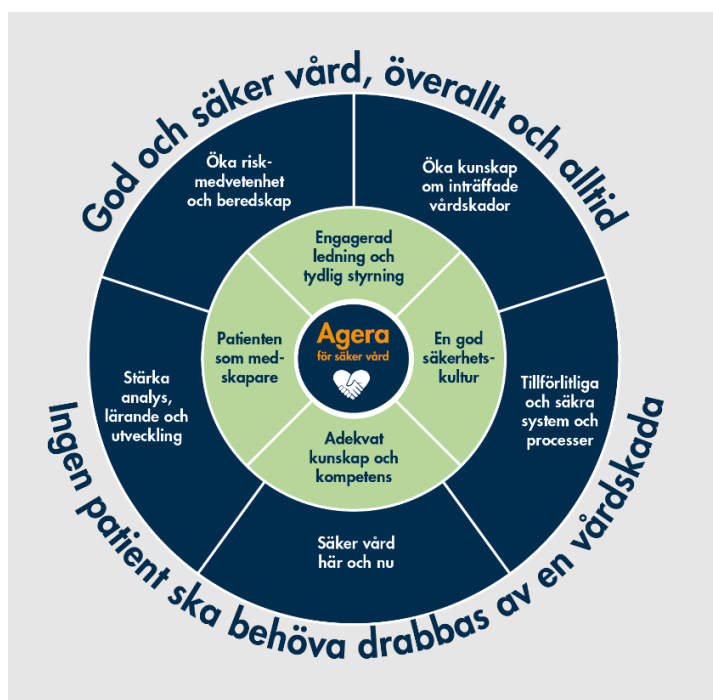 God och säker vård, överallt och alltid
Öka risk-
medvetenhet
och beredskap
Öka kunskap
om inträffade
vårdskador
Engagerad
ledning och
tydlig styrning
Patienten
som med-
skapare
Agera
för säker vård
En god
säkerhets-
kultur
Stärka
analys,
lärande och
utveckling
Tillförlitliga
och säkra
system och
processer
Adekvat
kunskap och
kompetens
Säker vård
här och nu
Ingen patient ska behöva drabbas av en vårdskada